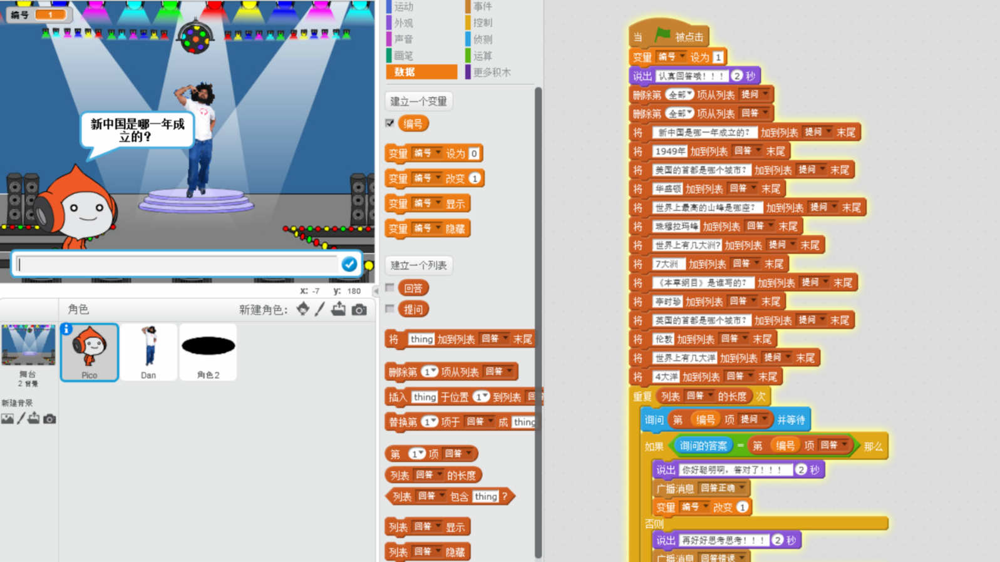 编号 1
新中国是哪一年成
立的?
x: -7 y: 180
角色
新建角色:
舞台
2 背景
新建背景
Pico
Dan
角色2
运动
外观
声音
画笔
数据
事件
控制
侦测
运算
更多积木
建立一个变量
编号
变量 编号 设为 0
变量 编号 改变 1
变量 编号 显示
变量 编号 隐藏
建立一个列表
回答
提问
将 thing 加到列表 回答 末尾
删除第 1 项从列表 回答
插入 thing 于位置 1 到列表 回
替换第 1 项于 回答 成 thing
第 1 项 回答
列表 回答 的长度
列表 回答 包含 thing ?
列表 回答 显示
列表 回答 隐藏
当 被点击
变量 编号 设为 1
说出 认真回答哦!!! 2 秒
删除第 全部 项从列表 提问
删除第 全部 项从列表 回答
将 新中国是哪一年成立的? 加到列表 提问 末尾
将 1949年 加到列表 回答 末尾
将 美国的首都是哪个城市? 加到列表 提问 末尾
将 华盛顿 加到列表 回答 末尾
将 世界上最高的山峰是哪座? 加到列表 提问 末尾
将 珠穆拉玛峰 加到列表 回答 末尾
将 世界上有几大洲? 加到列表 提问 末尾
将 7大洲 加到列表 回答 末尾
将 《本草纲目》是谁写的? 加到列表 提问 末尾
将 李时珍 加到列表 回答 末尾
将 英国的首都是哪个城市? 加到列表 提问 末尾
将 伦敦 加到列表 回答 末尾
将 世界上有几大洋 加到列表 提问 末尾
将 4大洋 加到列表 回答 末尾
重复 列表 回答 的长度 次
询问 第 编号 项 提问 并等待
如果 询问的答案 = 第 编号 项 回答 那么
说出 你好聪明啊,答对了!!! 2 秒
广播消息 回答正确
变量 编号 改变 1
否则
说出 再好好思考思考!!! 2 秒
广播消息 回答错误